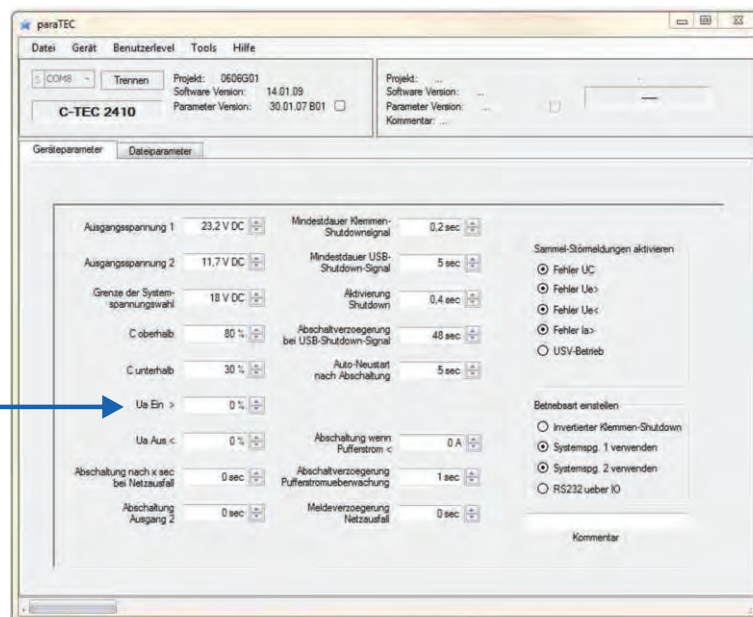 paraTEC
Datei Gerät Benutzerlevel Tools Hilfe
COM8 Trennen
C-TEC 2410
Projekt: 0606G01
Software Version: 14.01.09
Parameter Version: 30.01.07 B01
Projekt: ...
Software Version: ...
Parameter Version: ...
Kommentar: ...
Geräteparameter Dateiparameter
Ausgangsspannung 1 23,2 V DC
Ausgangsspannung 2 11,7 V DC
Grenze der System-
spannungswahl 18 V DC
C oberhalb 80 %
C unterhalb 30 %
Ua Ein > 0 %
Ua Aus < 0 %
Abschaltung nach x sec
bei Netzausfall 0 sec
Abschaltung
Ausgang 2 0 sec
Mindestdauer Klemmen-
Shutdownsignal 0,2 sec
Mindestdauer USB-
Shutdown-Signal 5 sec
Aktivierung
Shutdown 0,4 sec
Abschaltverzoegerung
bei USB-Shutdown-Signal 48 sec
Auto-Neustart
nach Abschaltung 5 sec
Abschaltung wenn
Pufferstrom < 0 A
Abschaltverzoegerung
Pufferstromueberwachung 1 sec
Meldeverzoegerung
Netzausfall 0 sec
Sammel-Störmeldungen aktivieren
Fehler UC
Fehler Ue>
Fehler Ue<
Fehler Ia>
USV-Betrieb
Betriebsart einstellen
Invertierter Klemmen-Shutdown
Systemspg. 1 verwenden
Systemspg. 2 verwenden
RS232 ueber IO
Kommentar